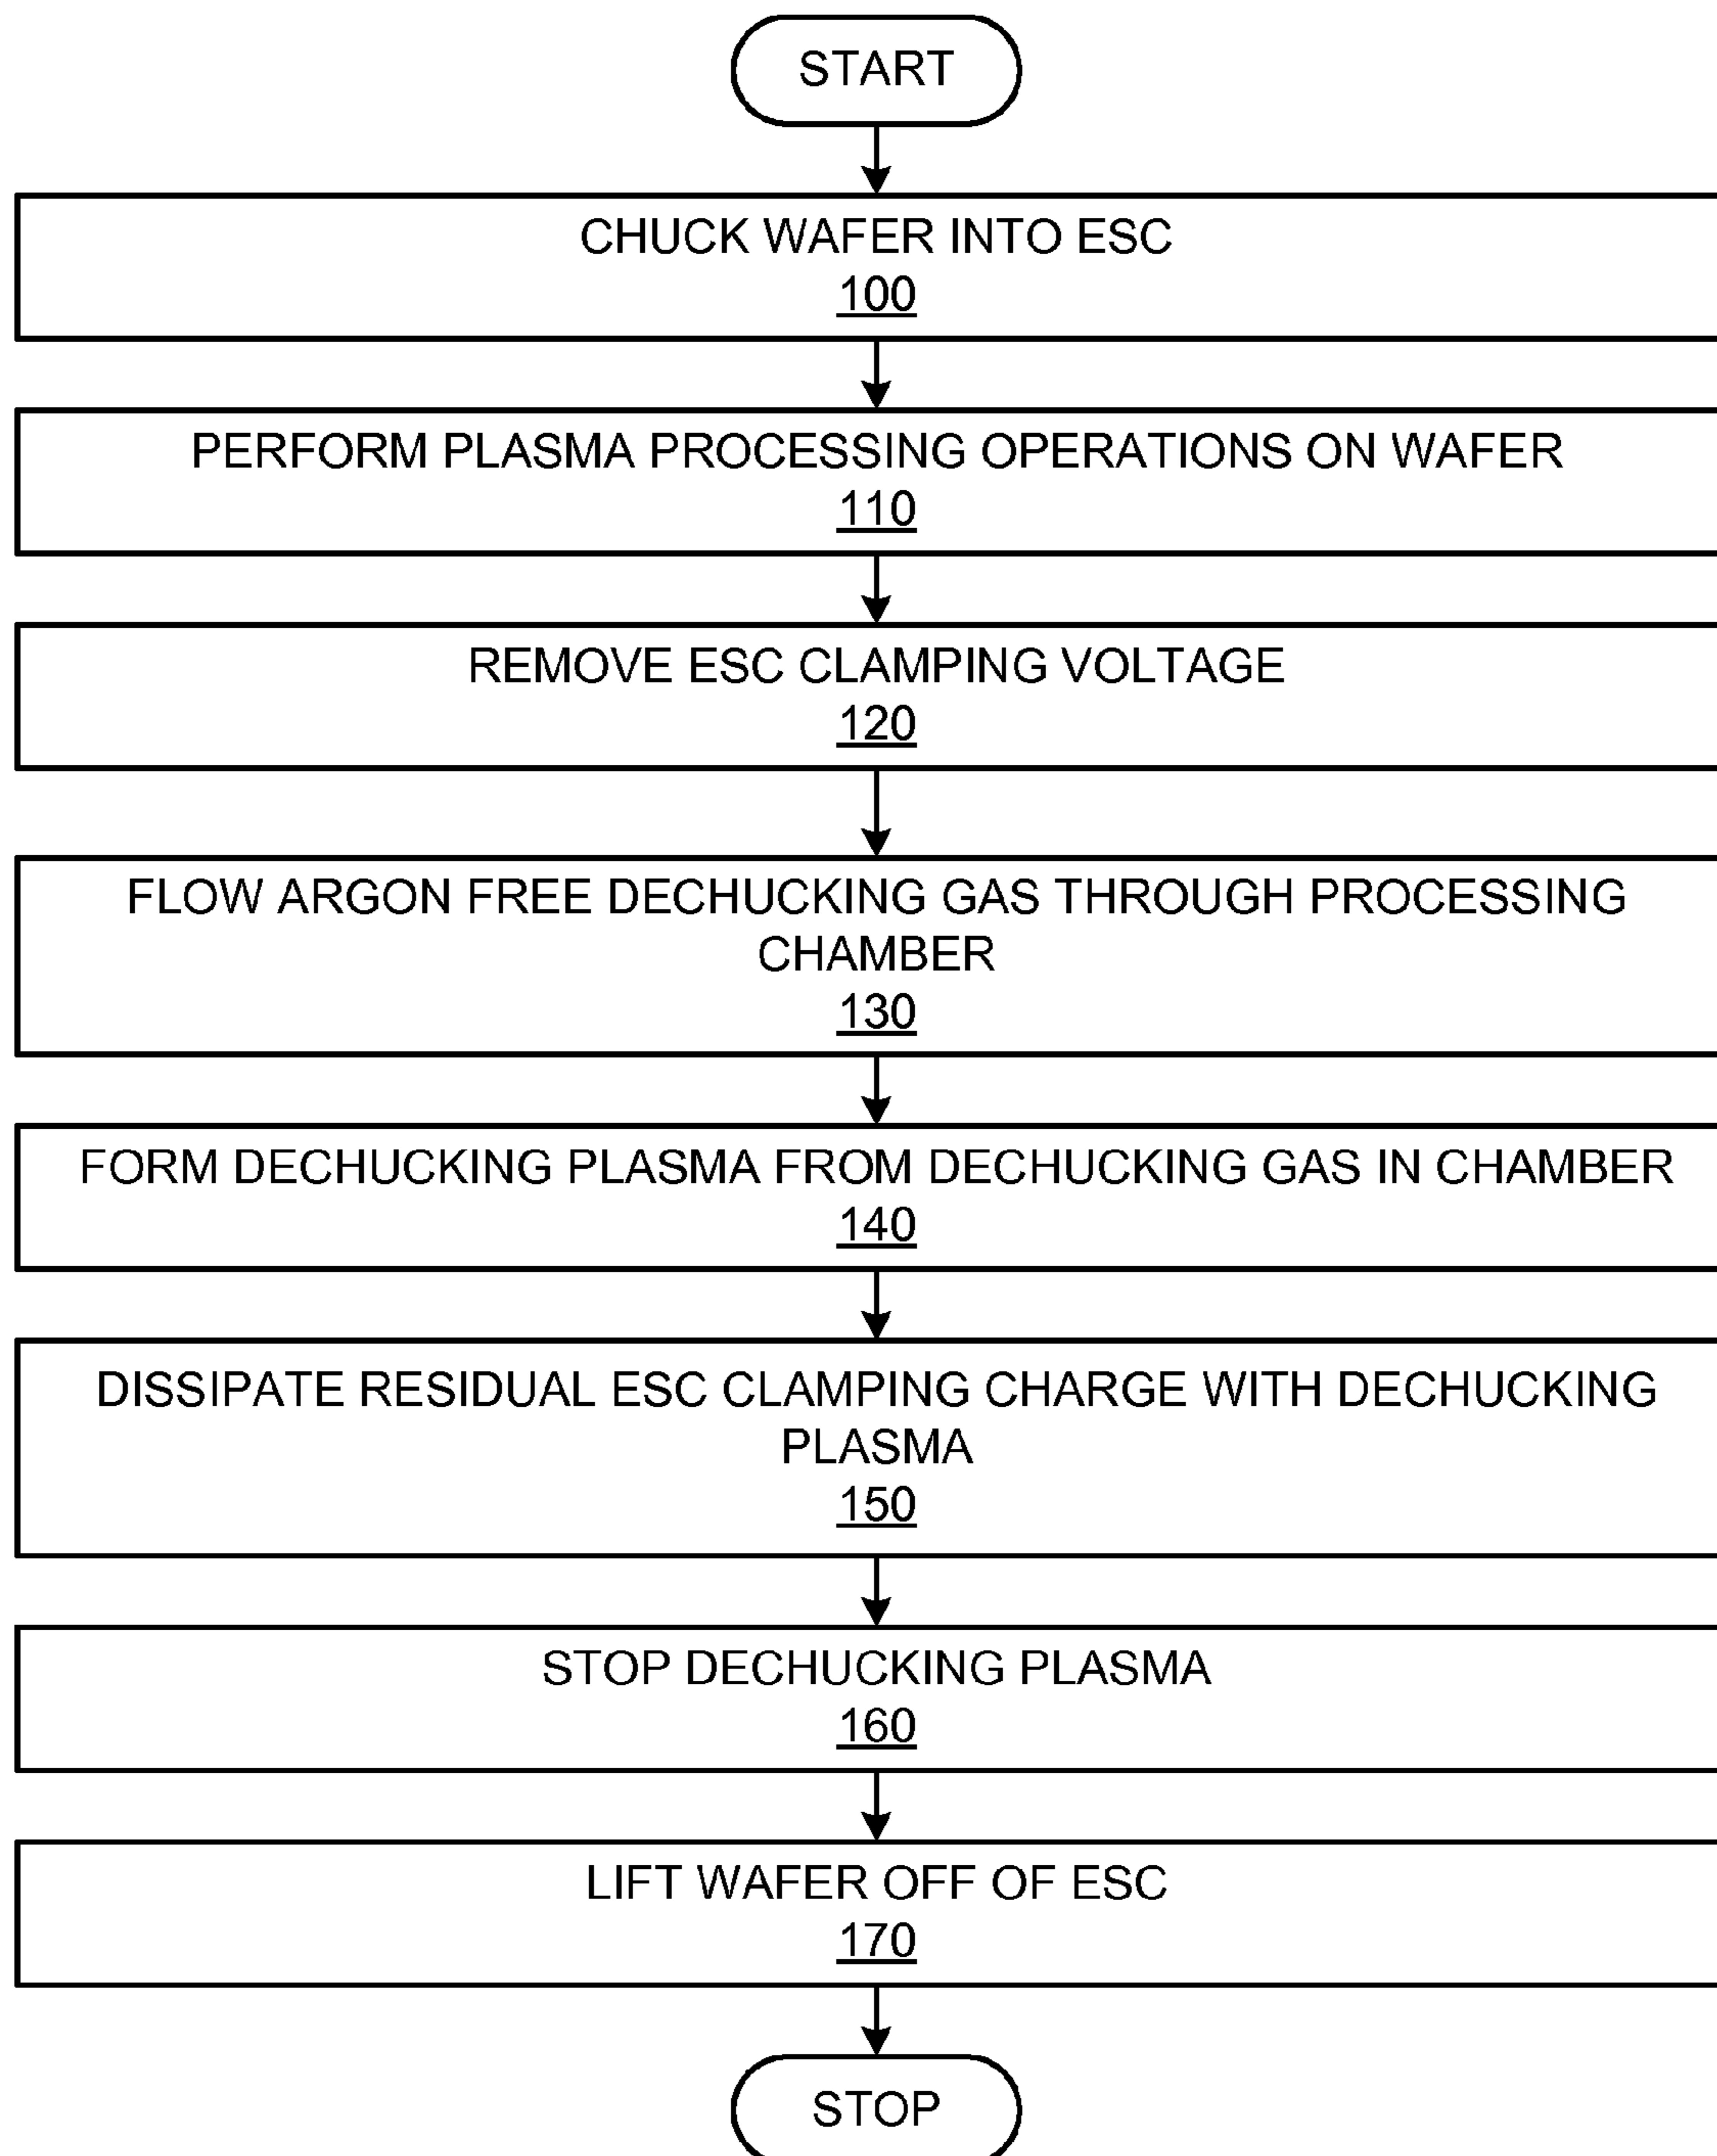 START
CHUCK WAFER INTO ESC
100
PERFORM PLASMA PROCESSING OPERATIONS ON WAFER
110
REMOVE ESC CLAMPING VOLTAGE
120
FLOW ARGON FREE DECHUCKING GAS THROUGH PROCESSING
CHAMBER
130
FORM DECHUCKING PLASMA FROM DECHUCKING GAS IN CHAMBER
140
DISSIPATE RESIDUAL ESC CLAMPING CHARGE WITH DECHUCKING
PLASMA
150
STOP DECHUCKING PLASMA
160
LIFT WAFER OFF OF ESC
170
STOP